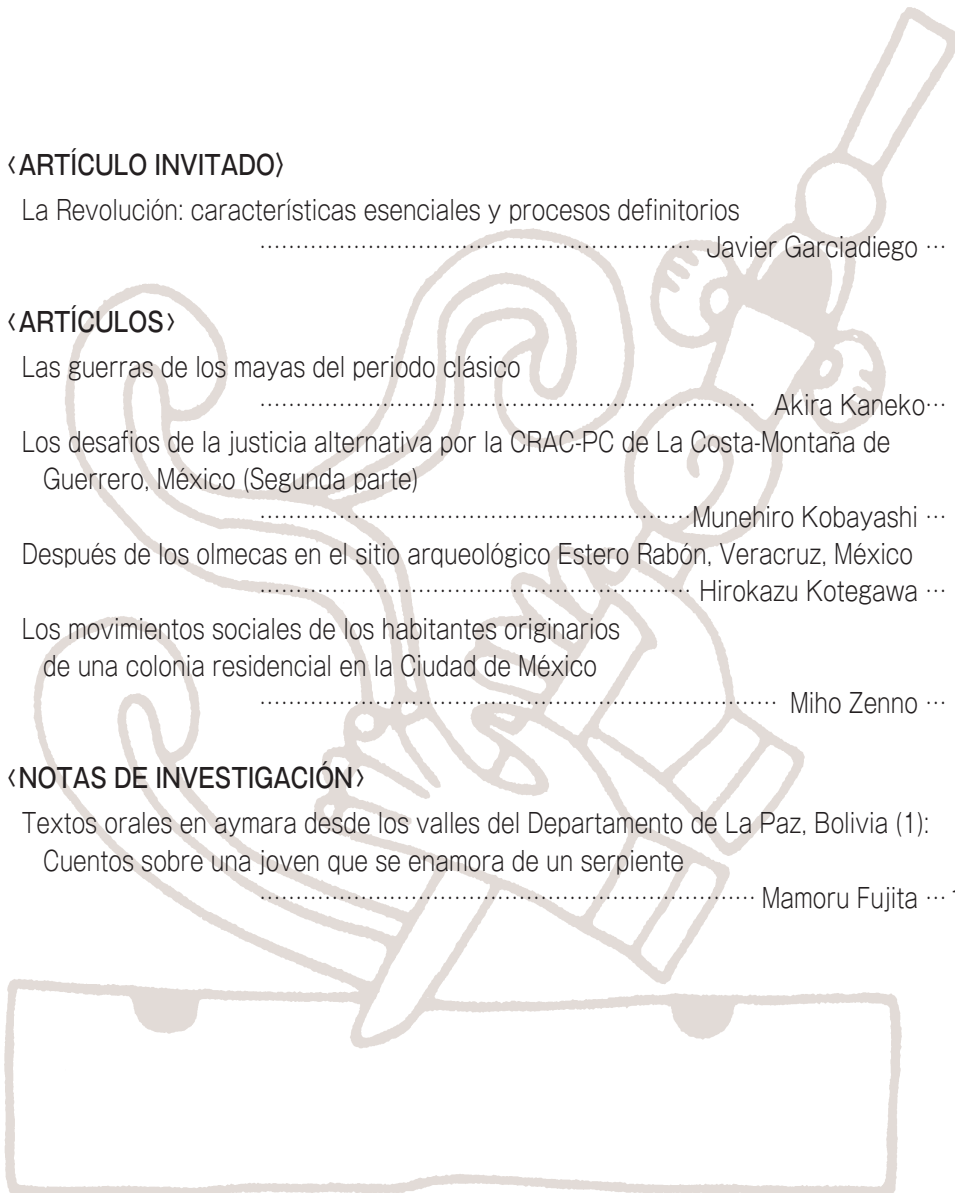 〈ARTÍCULO INVITADO〉
La Revolución: características esenciales y procesos definitorios
………………………………………………… Javier Garciadiego …
〈ARTÍCULOS〉
Las guerras de los mayas del periodo clásico
………………………………………………………… Akira Kaneko…
Los desafios de la justicia alternativa por la CRAC-PC de La Costa-Montaña de
Guerrero, México (Segunda parte)
…………………………………………………Munehiro Kobayashi …
Después de los olmecas en el sitio arqueológico Estero Rabón, Veracruz, México
………………………………………………… Hirokazu Kotegawa …
Los movimientos sociales de los habitantes originarios
de una colonia residencial en la Ciudad de México
…………………………………………………………… Miho Zenno …
〈NOTAS DE INVESTIGACIÓN〉
Textos orales en aymara desde los valles del Departamento de La Paz, Bolivia (1):
Cuentos sobre una joven que se enamora de un serpiente
………………………………………………………… Mamoru Fujita …